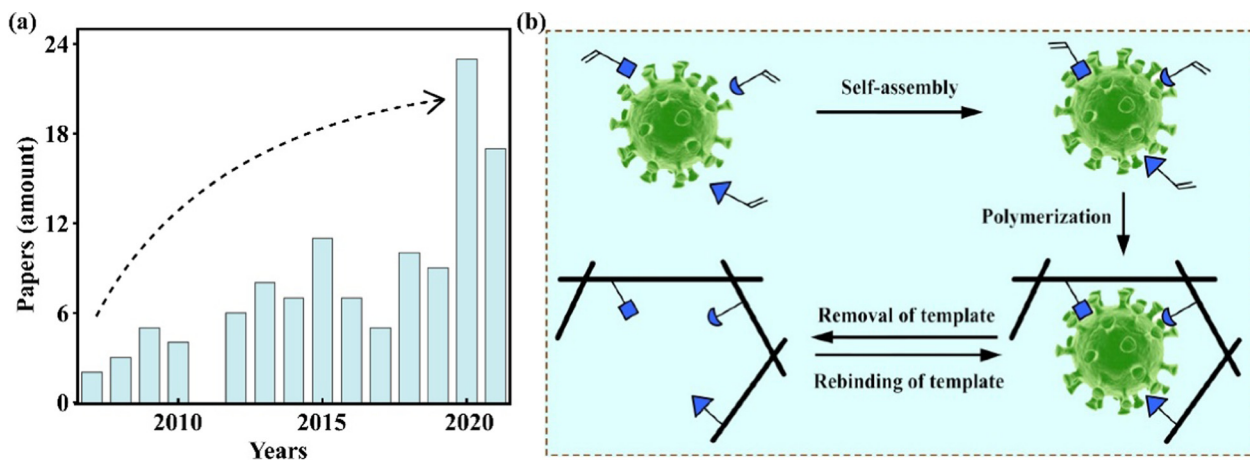 (a)
24
18
12
6
0
Papers (amount)
2010
2015
2020
Years
(b)
Self-assembly
Polymerization
Removal of template
Rebinding of template